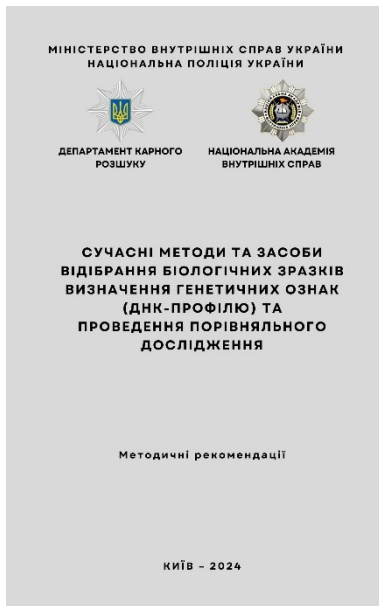 МІНІСТЕРСТВО ВНУТРІШНІХ СПРАВ УКРАЇНИ
НАЦІОНАЛЬНА ПОЛІЦІЯ УКРАЇНИ
ДЕПАРТАМЕНТ КАРНОГО
РОЗШУКУ
НАЦІОНАЛЬНА АКАДЕМІЯ
ВНУТРІШНІХ СПРАВ
СУЧАСНІ МЕТОДИ ТА ЗАСОБИ
ВІДІБРАННЯ БІОЛОГІЧНИХ ЗРАЗКІВ
ВИЗНАЧЕННЯ ГЕНЕТИЧНИХ ОЗНАК
(ДНК-ПРОФІЛЮ) ТА
ПРОВЕДЕННЯ ПОРІВНЯЛЬНОГО
ДОСЛІДЖЕННЯ
Методичні рекомендації
КИЇВ – 2024